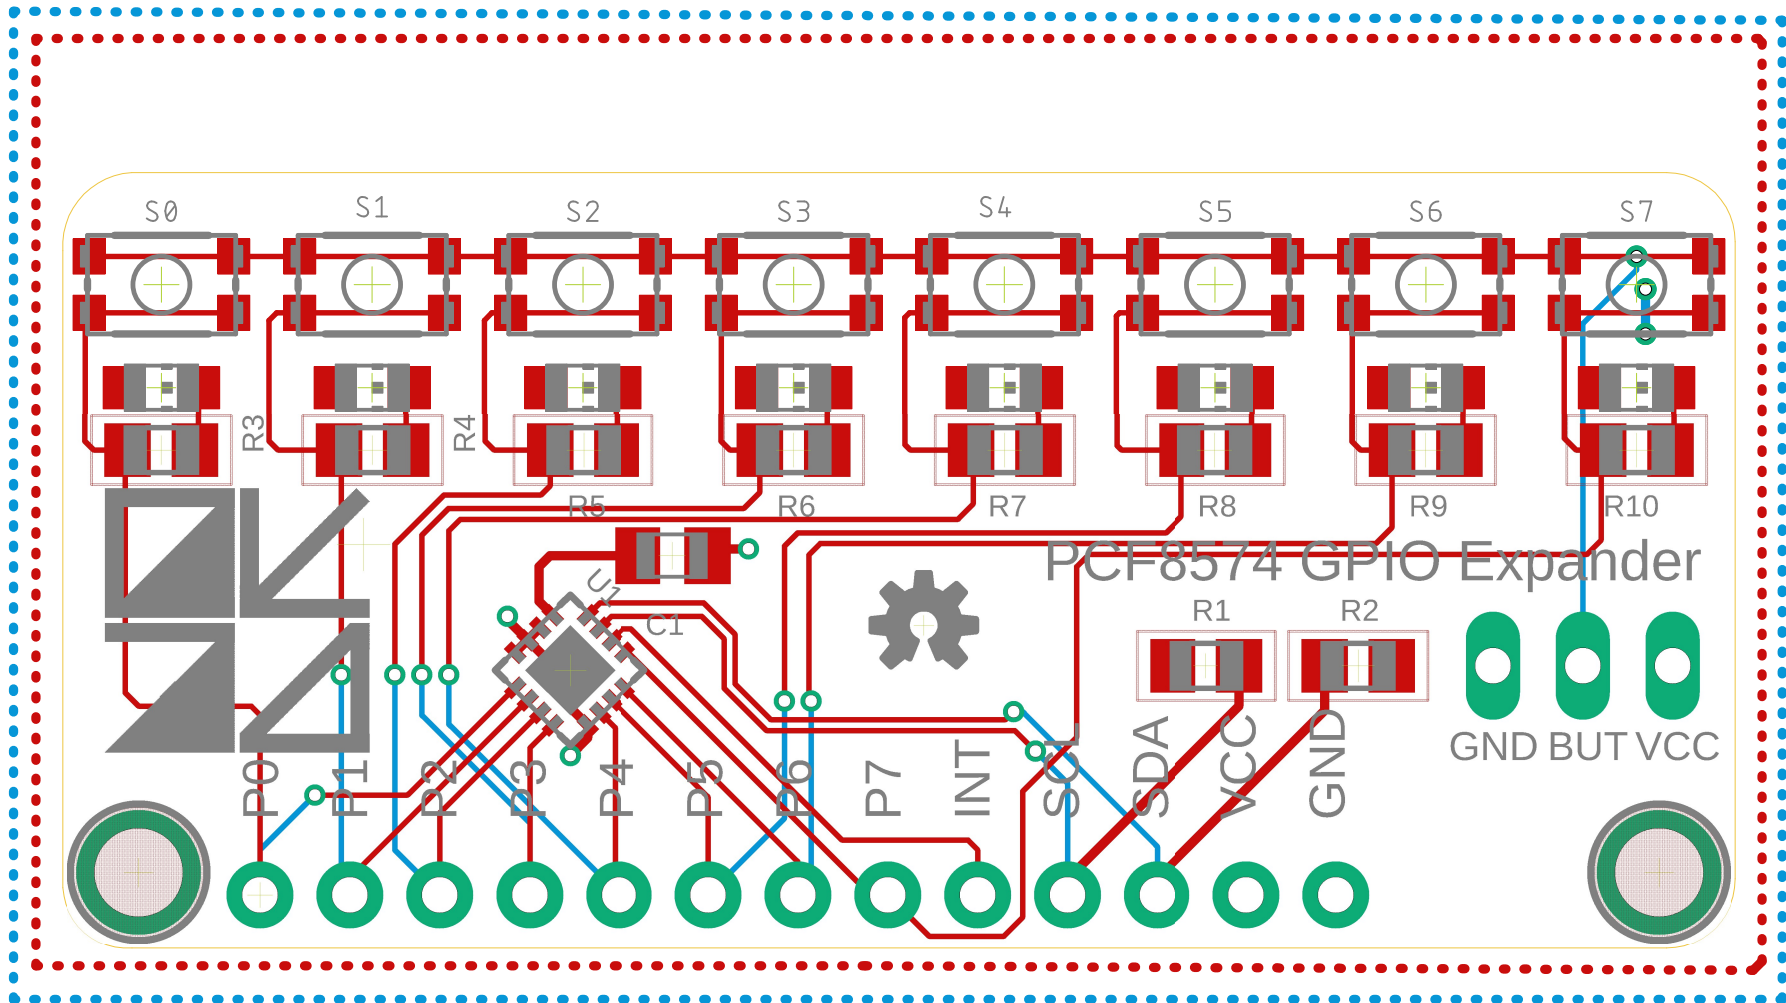 S0 S1 S2 S3 S4 S5 S6 S7
R3 R4
R5 R6 R7 R8 R9 R10
PCF8574 GPIO Expander
U1
C1
R1 R2
GND BUT VCC
P0 P1 P2 P3 P4 P5 P6 P7 INT SCL SDA VCC GND